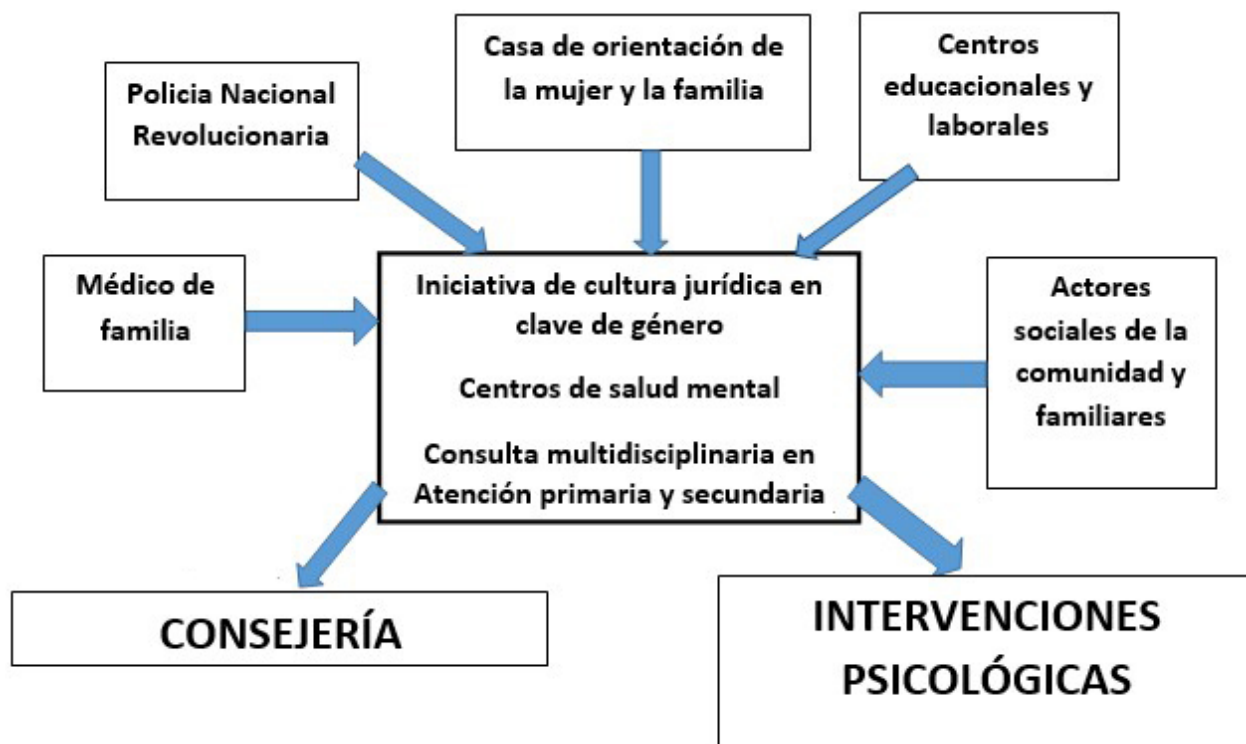 Casa de orientación de
la mujer y la familia
Centros
educacionales y
laborales
Policia Nacional
Revolucionaria
Médico de
familia
Iniciativa de cultura jurídica en
clave de género
Centros de salud mental
Consulta multidisciplinaria en
Atención primaria y secundaria
Actores
sociales de la
comunidad y
familiares
CONSEJERÍA
INTERVENCIONES
PSICOLÓGICAS